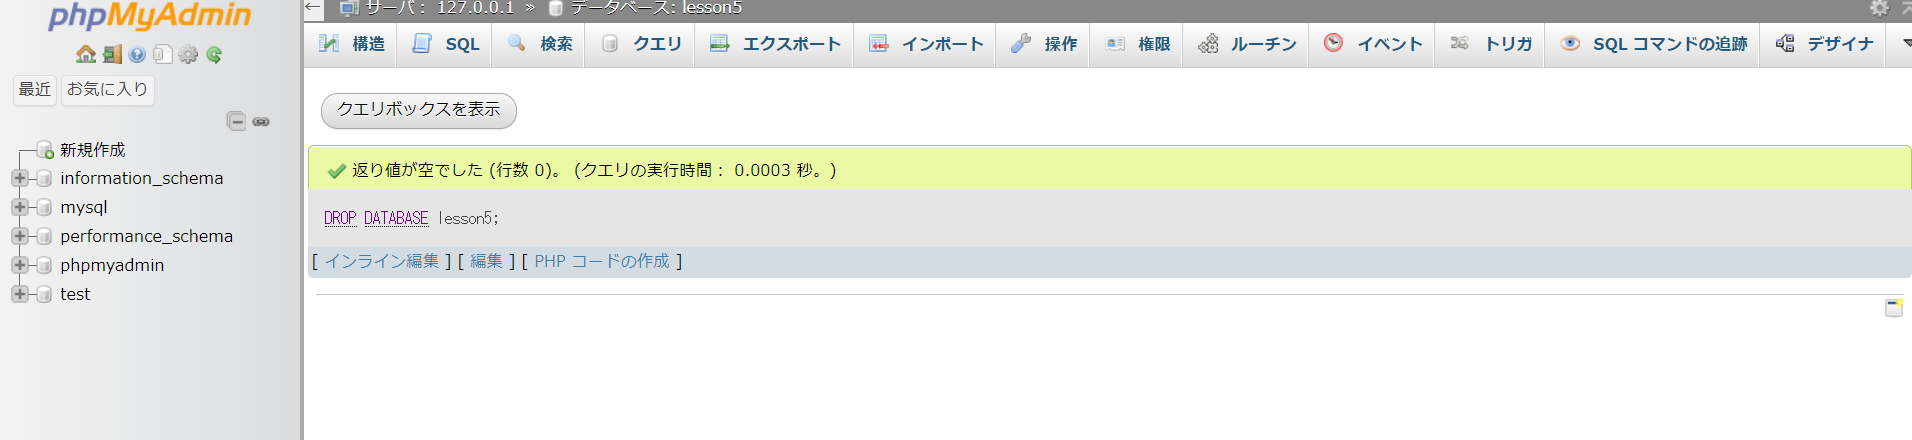 phpMyAdmin
最近 お気に入り
新規作成
information_schema
mysql
performance_schema
phpmyadmin
test
← サーバ: 127.0.0.1 » データベース: lesson5
構造 SQL 検索 クエリ エクスポート インポート 操作 権限 ルーチン イベント トリガ SQL コマンドの追跡 デザイナ
クエリボックスを表示
返り値が空でした (行数 0)。 (クエリの実行時間: 0.0003 秒。)
DROP DATABASE lesson5;
[ インライン編集 ] [ 編集 ] [ PHP コードの作成 ]